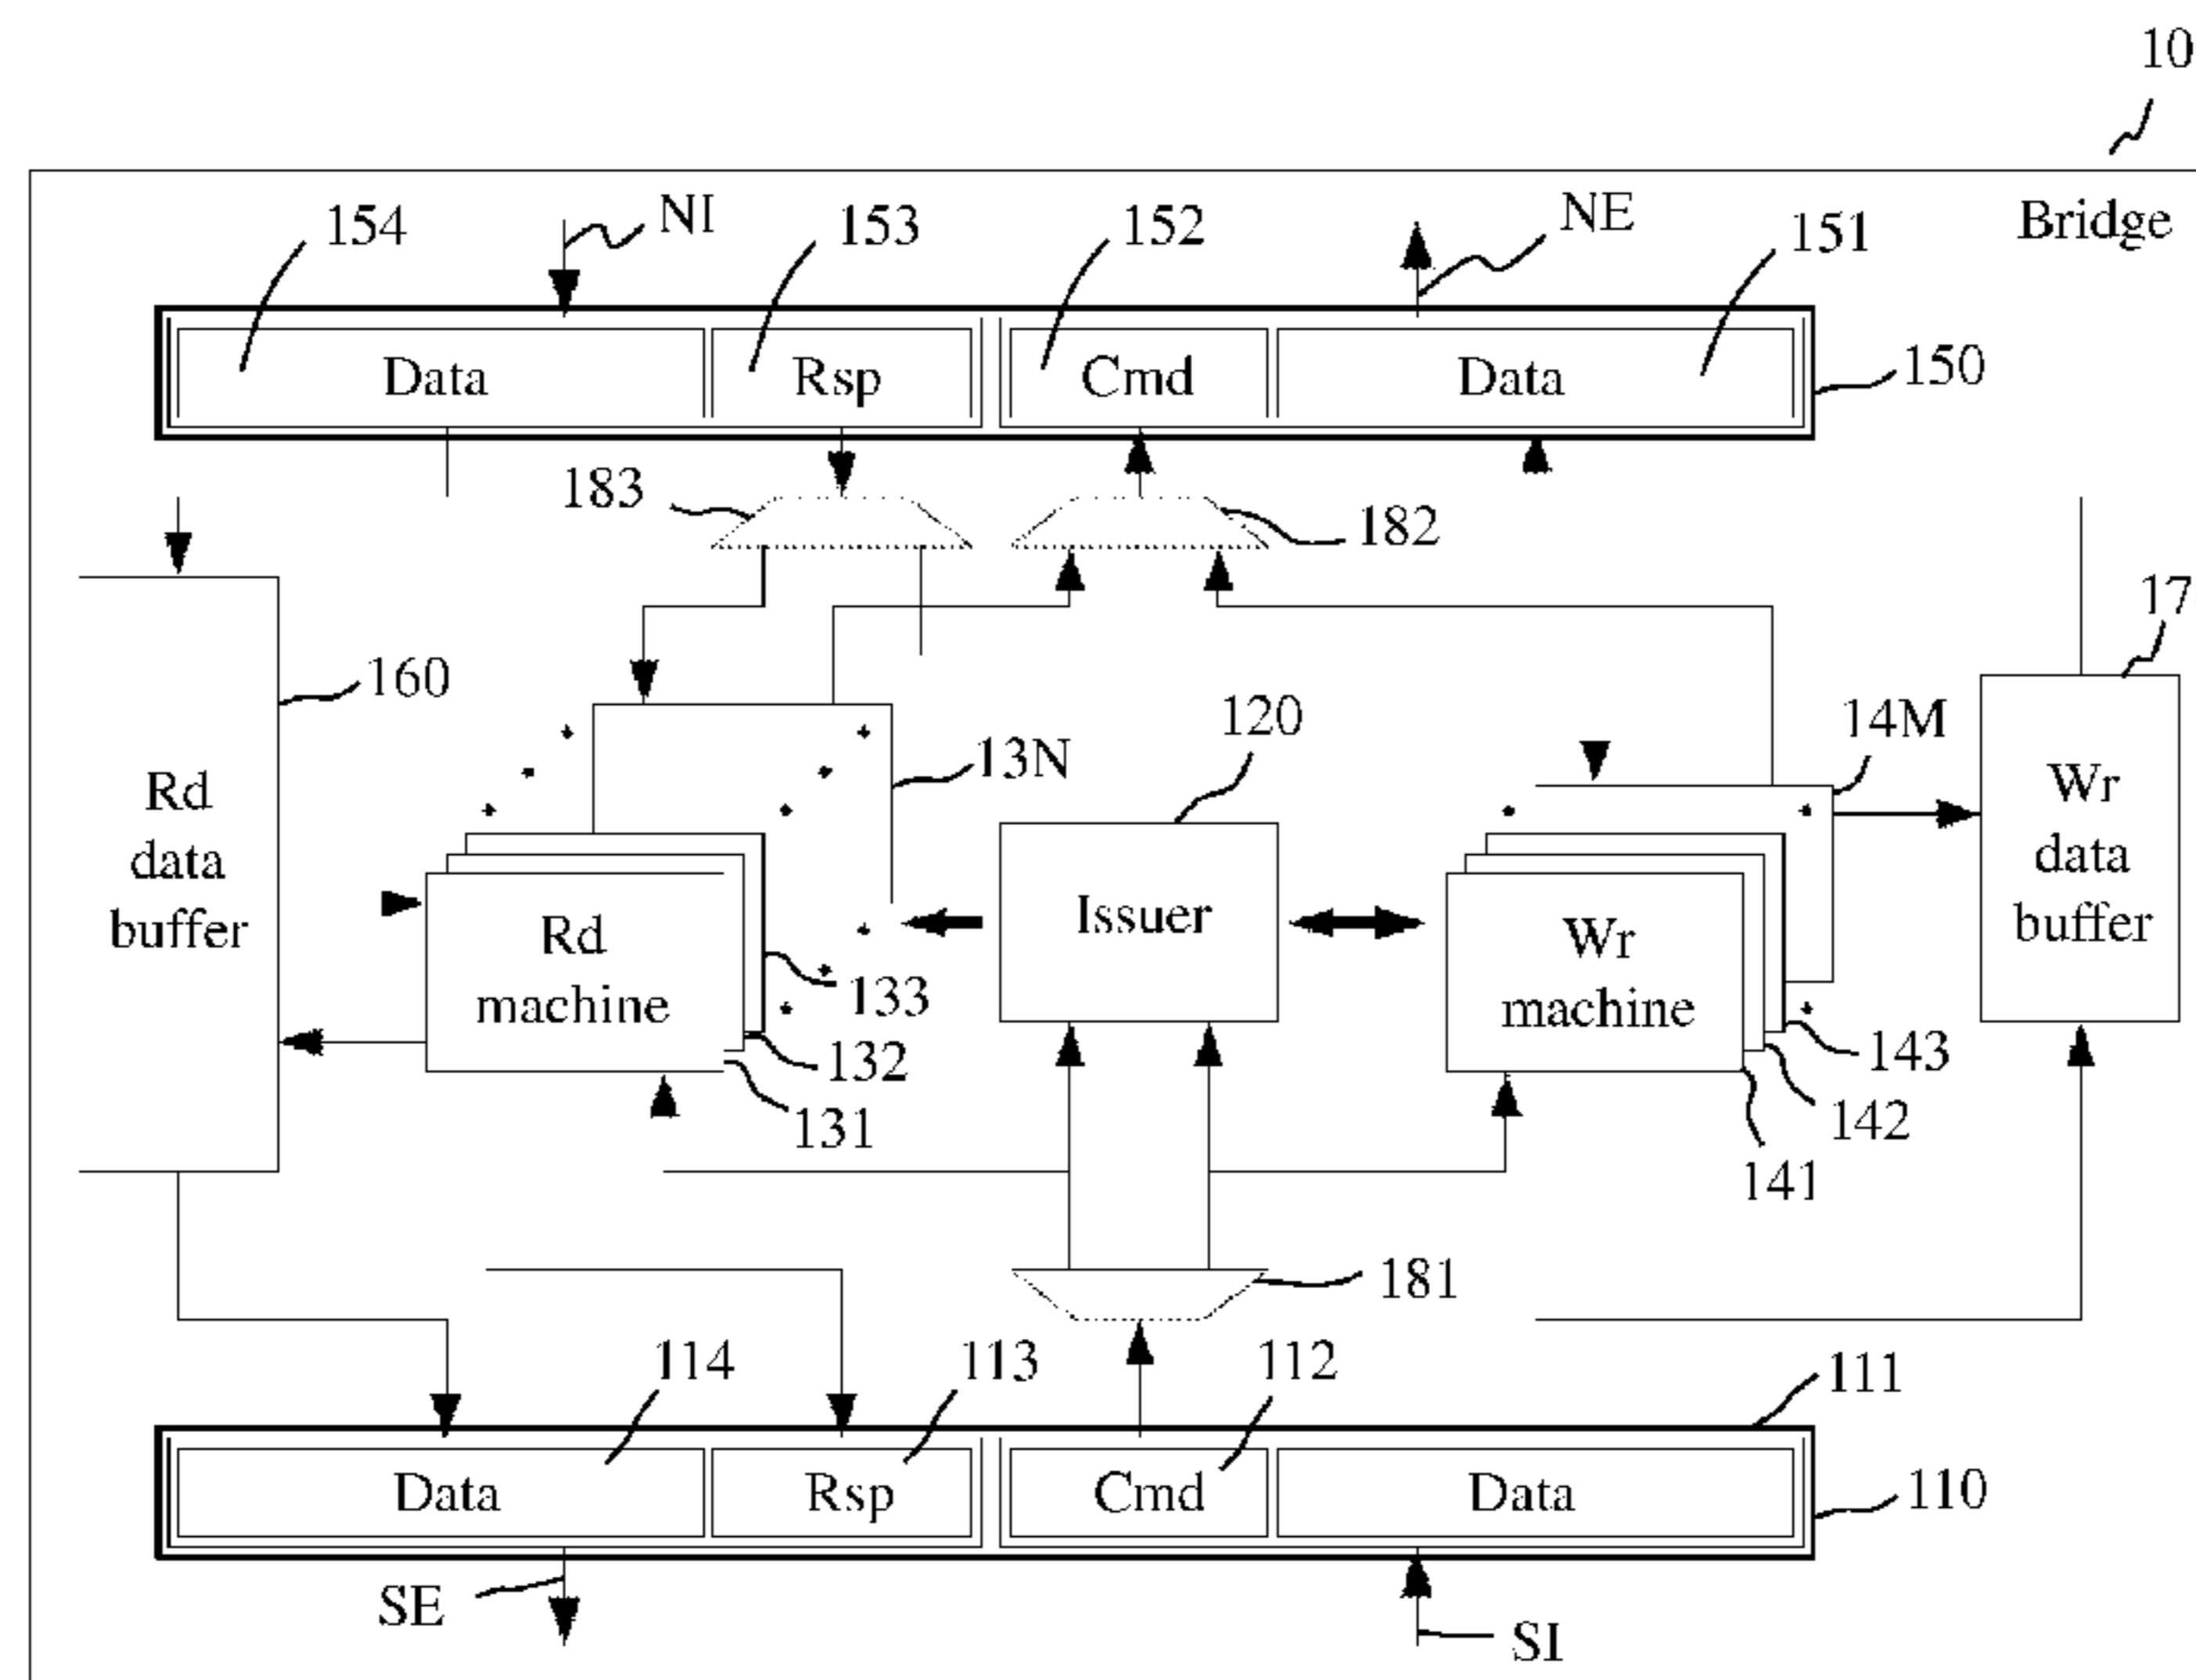 10
Bridge
154
NI
153
152
NE
151
Data
Rsp
Cmd
Data
150
183
182
17
160
120
14M
13N
Rd
data
buffer
Wr
data
buffer
Rd
machine
Issuer
Wr
machine
133
132
131
143
142
141
181
114
113
112
111
Data
Rsp
Cmd
Data
110
SE
SI